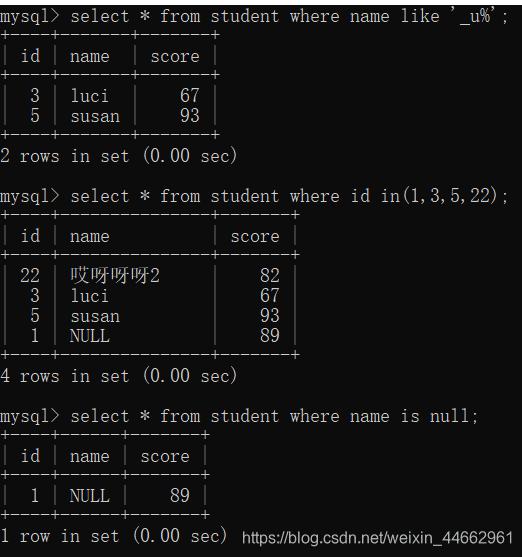 mysql> select * from student where name like '_u%';
+----+-------+-------+
| id | name  | score |
+----+-------+-------+
|  3 | luci  |    67 |
|  5 | susan |    93 |
+----+-------+-------+
2 rows in set (0.00 sec)
mysql> select * from student where id in(1,3,5,22);
+----+---------------+-------+
| id | name          | score |
+----+---------------+-------+
| 22 | 哎呀呀呀2     |    82 |
|  3 | luci          |    67 |
|  5 | susan         |    93 |
|  1 | NULL          |    89 |
+----+---------------+-------+
4 rows in set (0.00 sec)
mysql> select * from student where name is null;
+----+------+-------+
| id | name | score |
+----+------+-------+
|  1 | NULL |    89 |
+----+------+-------+
1 row in set (0.00 sec)
https://blog.csdn.net/weixin_44662961